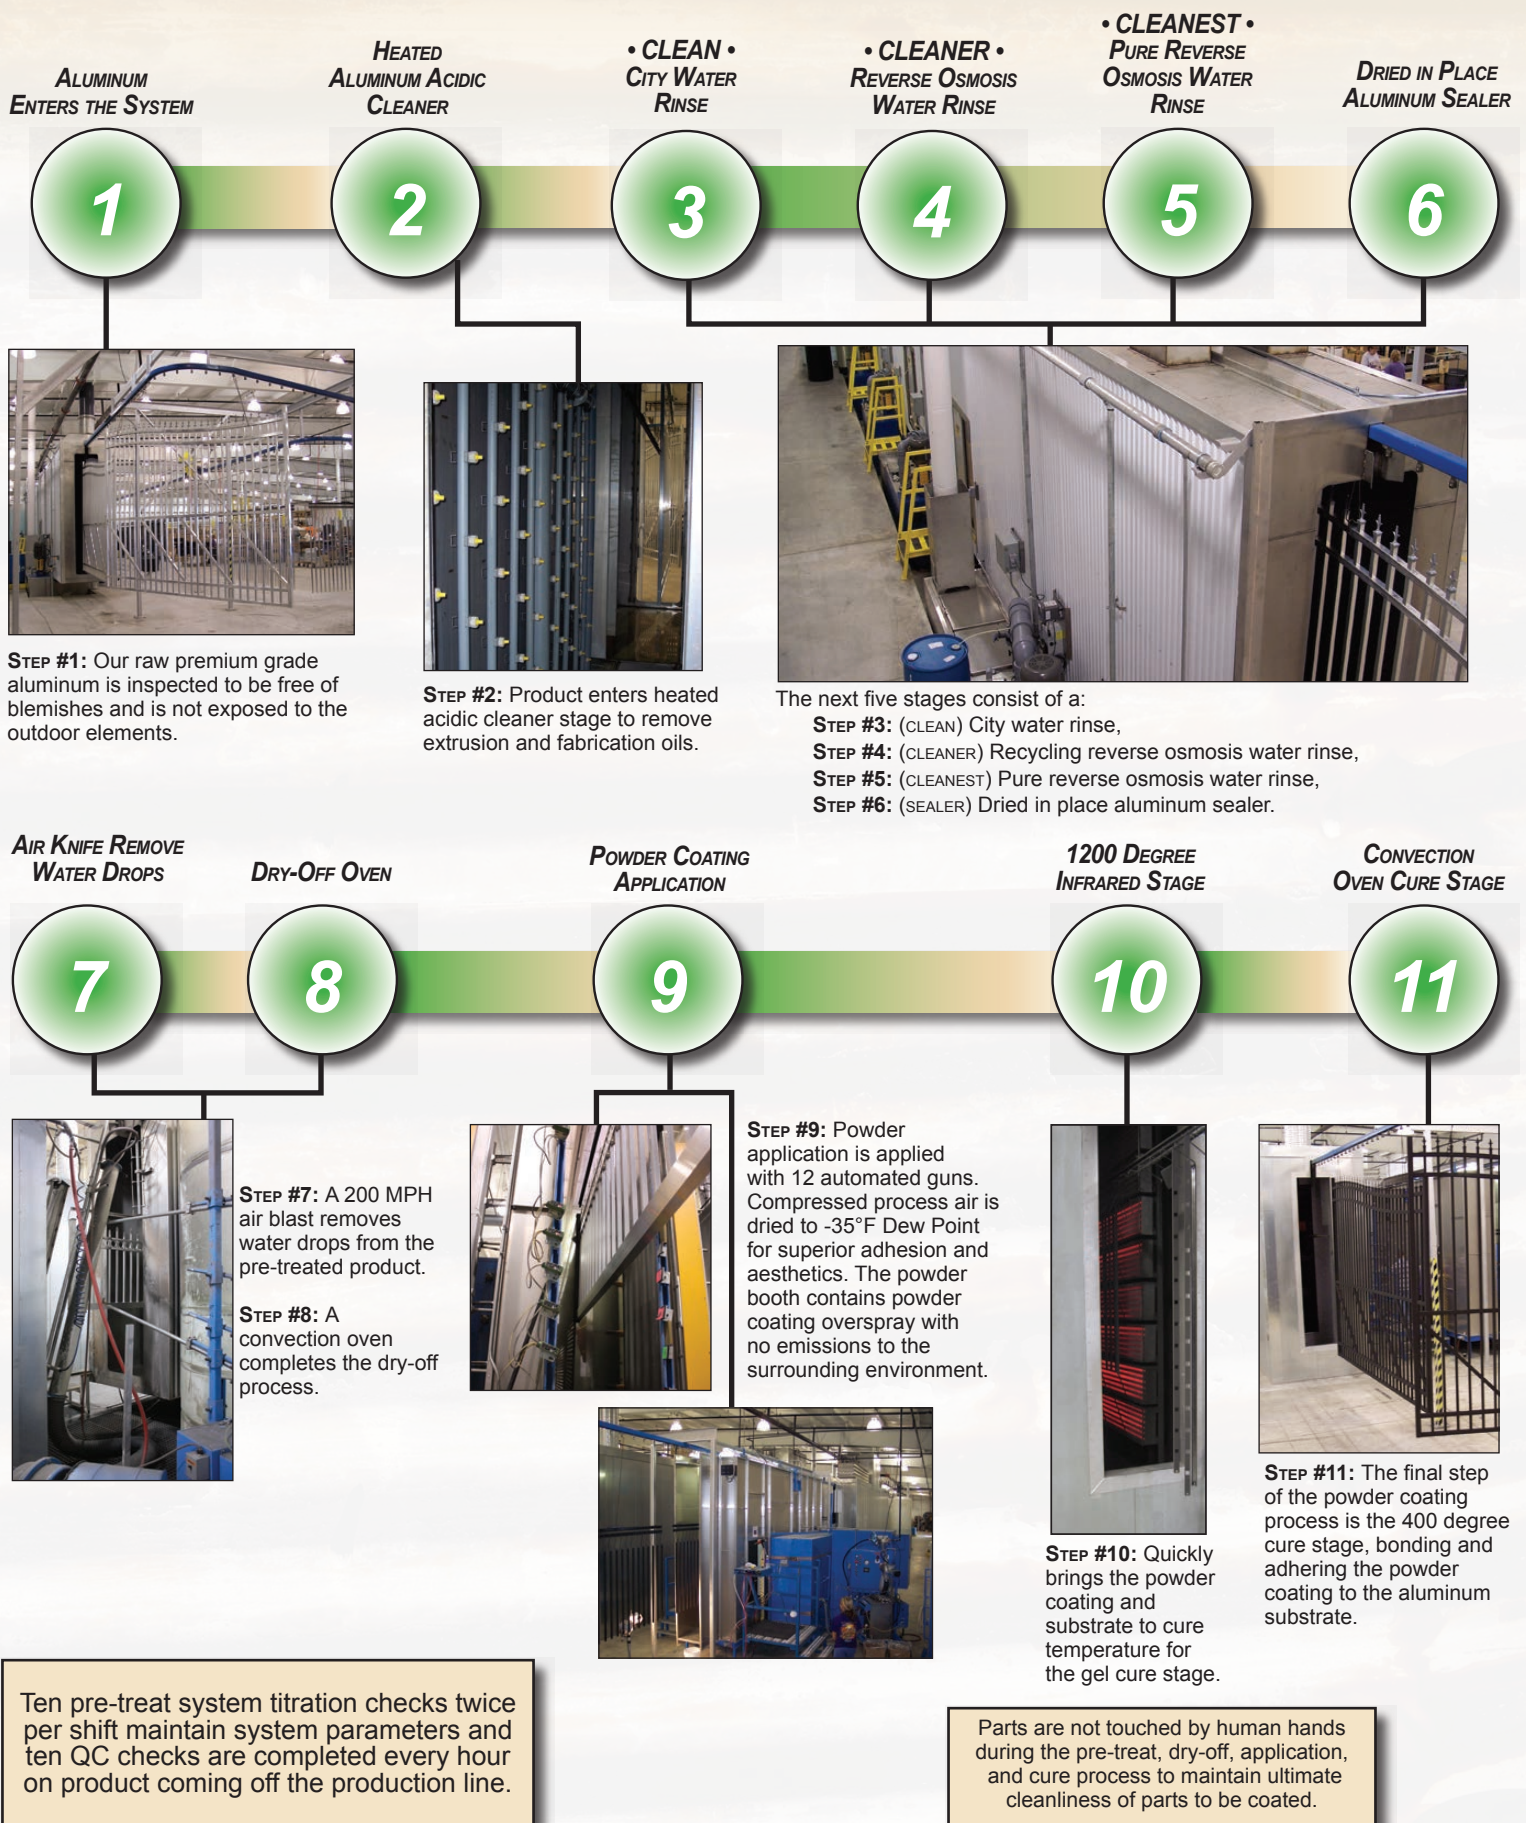 ALUMINUM
ENTERS THE SYSTEM
HEATED
ALUMINUM ACIDIC
CLEANER
• CLEAN •
CITY WATER
RINSE
• CLEANER •
REVERSE OSMOSIS
WATER RINSE
• CLEANEST •
PURE REVERSE
OSMOSIS WATER
RINSE
DRIED IN PLACE
ALUMINUM SEALER
1
2
3
4
5
6
STEP #1: Our raw premium grade
aluminum is inspected to be free of
blemishes and is not exposed to the
outdoor elements.
STEP #2: Product enters heated
acidic cleaner stage to remove
extrusion and fabrication oils.
The next five stages consist of a:
STEP #3: (CLEAN) City water rinse,
STEP #4: (CLEANER) Recycling reverse osmosis water rinse,
STEP #5: (CLEANEST) Pure reverse osmosis water rinse,
STEP #6: (SEALER) Dried in place aluminum sealer.
AIR KNIFE REMOVE
WATER DROPS
DRY-OFF OVEN
POWDER COATING
APPLICATION
1200 DEGREE
INFRARED STAGE
CONVECTION
OVEN CURE STAGE
7
8
9
10
11
STEP #7: A 200 MPH
air blast removes
water drops from the
pre-treated product.
STEP #8: A
convection oven
completes the dry-off
process.
STEP #9: Powder
application is applied
with 12 automated guns.
Compressed process air is
dried to -35°F Dew Point
for superior adhesion and
aesthetics. The powder
booth contains powder
coating overspray with
no emissions to the
surrounding environment.
STEP #10: Quickly
brings the powder
coating and
substrate to cure
temperature for
the gel cure stage.
STEP #11: The final step
of the powder coating
process is the 400 degree
cure stage, bonding and
adhering the powder
coating to the aluminum
substrate.
Ten pre-treat system titration checks twice
per shift maintain system parameters and
ten QC checks are completed every hour
on product coming off the production line.
Parts are not touched by human hands
during the pre-treat, dry-off, application,
and cure process to maintain ultimate
cleanliness of parts to be coated.